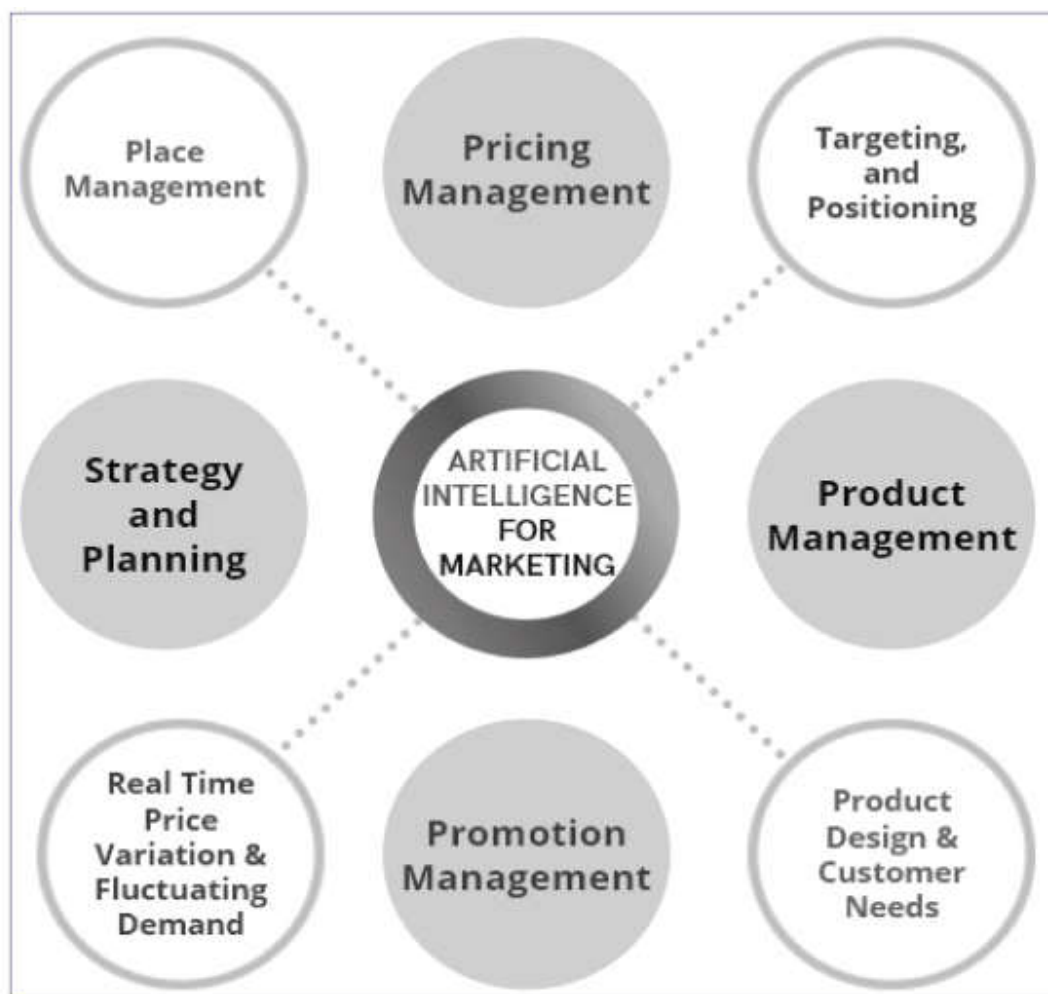 Place
Management
Pricing
Management
Targeting,
and
Positioning
Strategy
and
Planning
ARTIFICIAL
INTELLIGENCE
FOR
MARKETING
Product
Management
Real Time
Price
Variation &
Fluctuating
Demand
Promotion
Management
Product
Design &
Customer
Needs